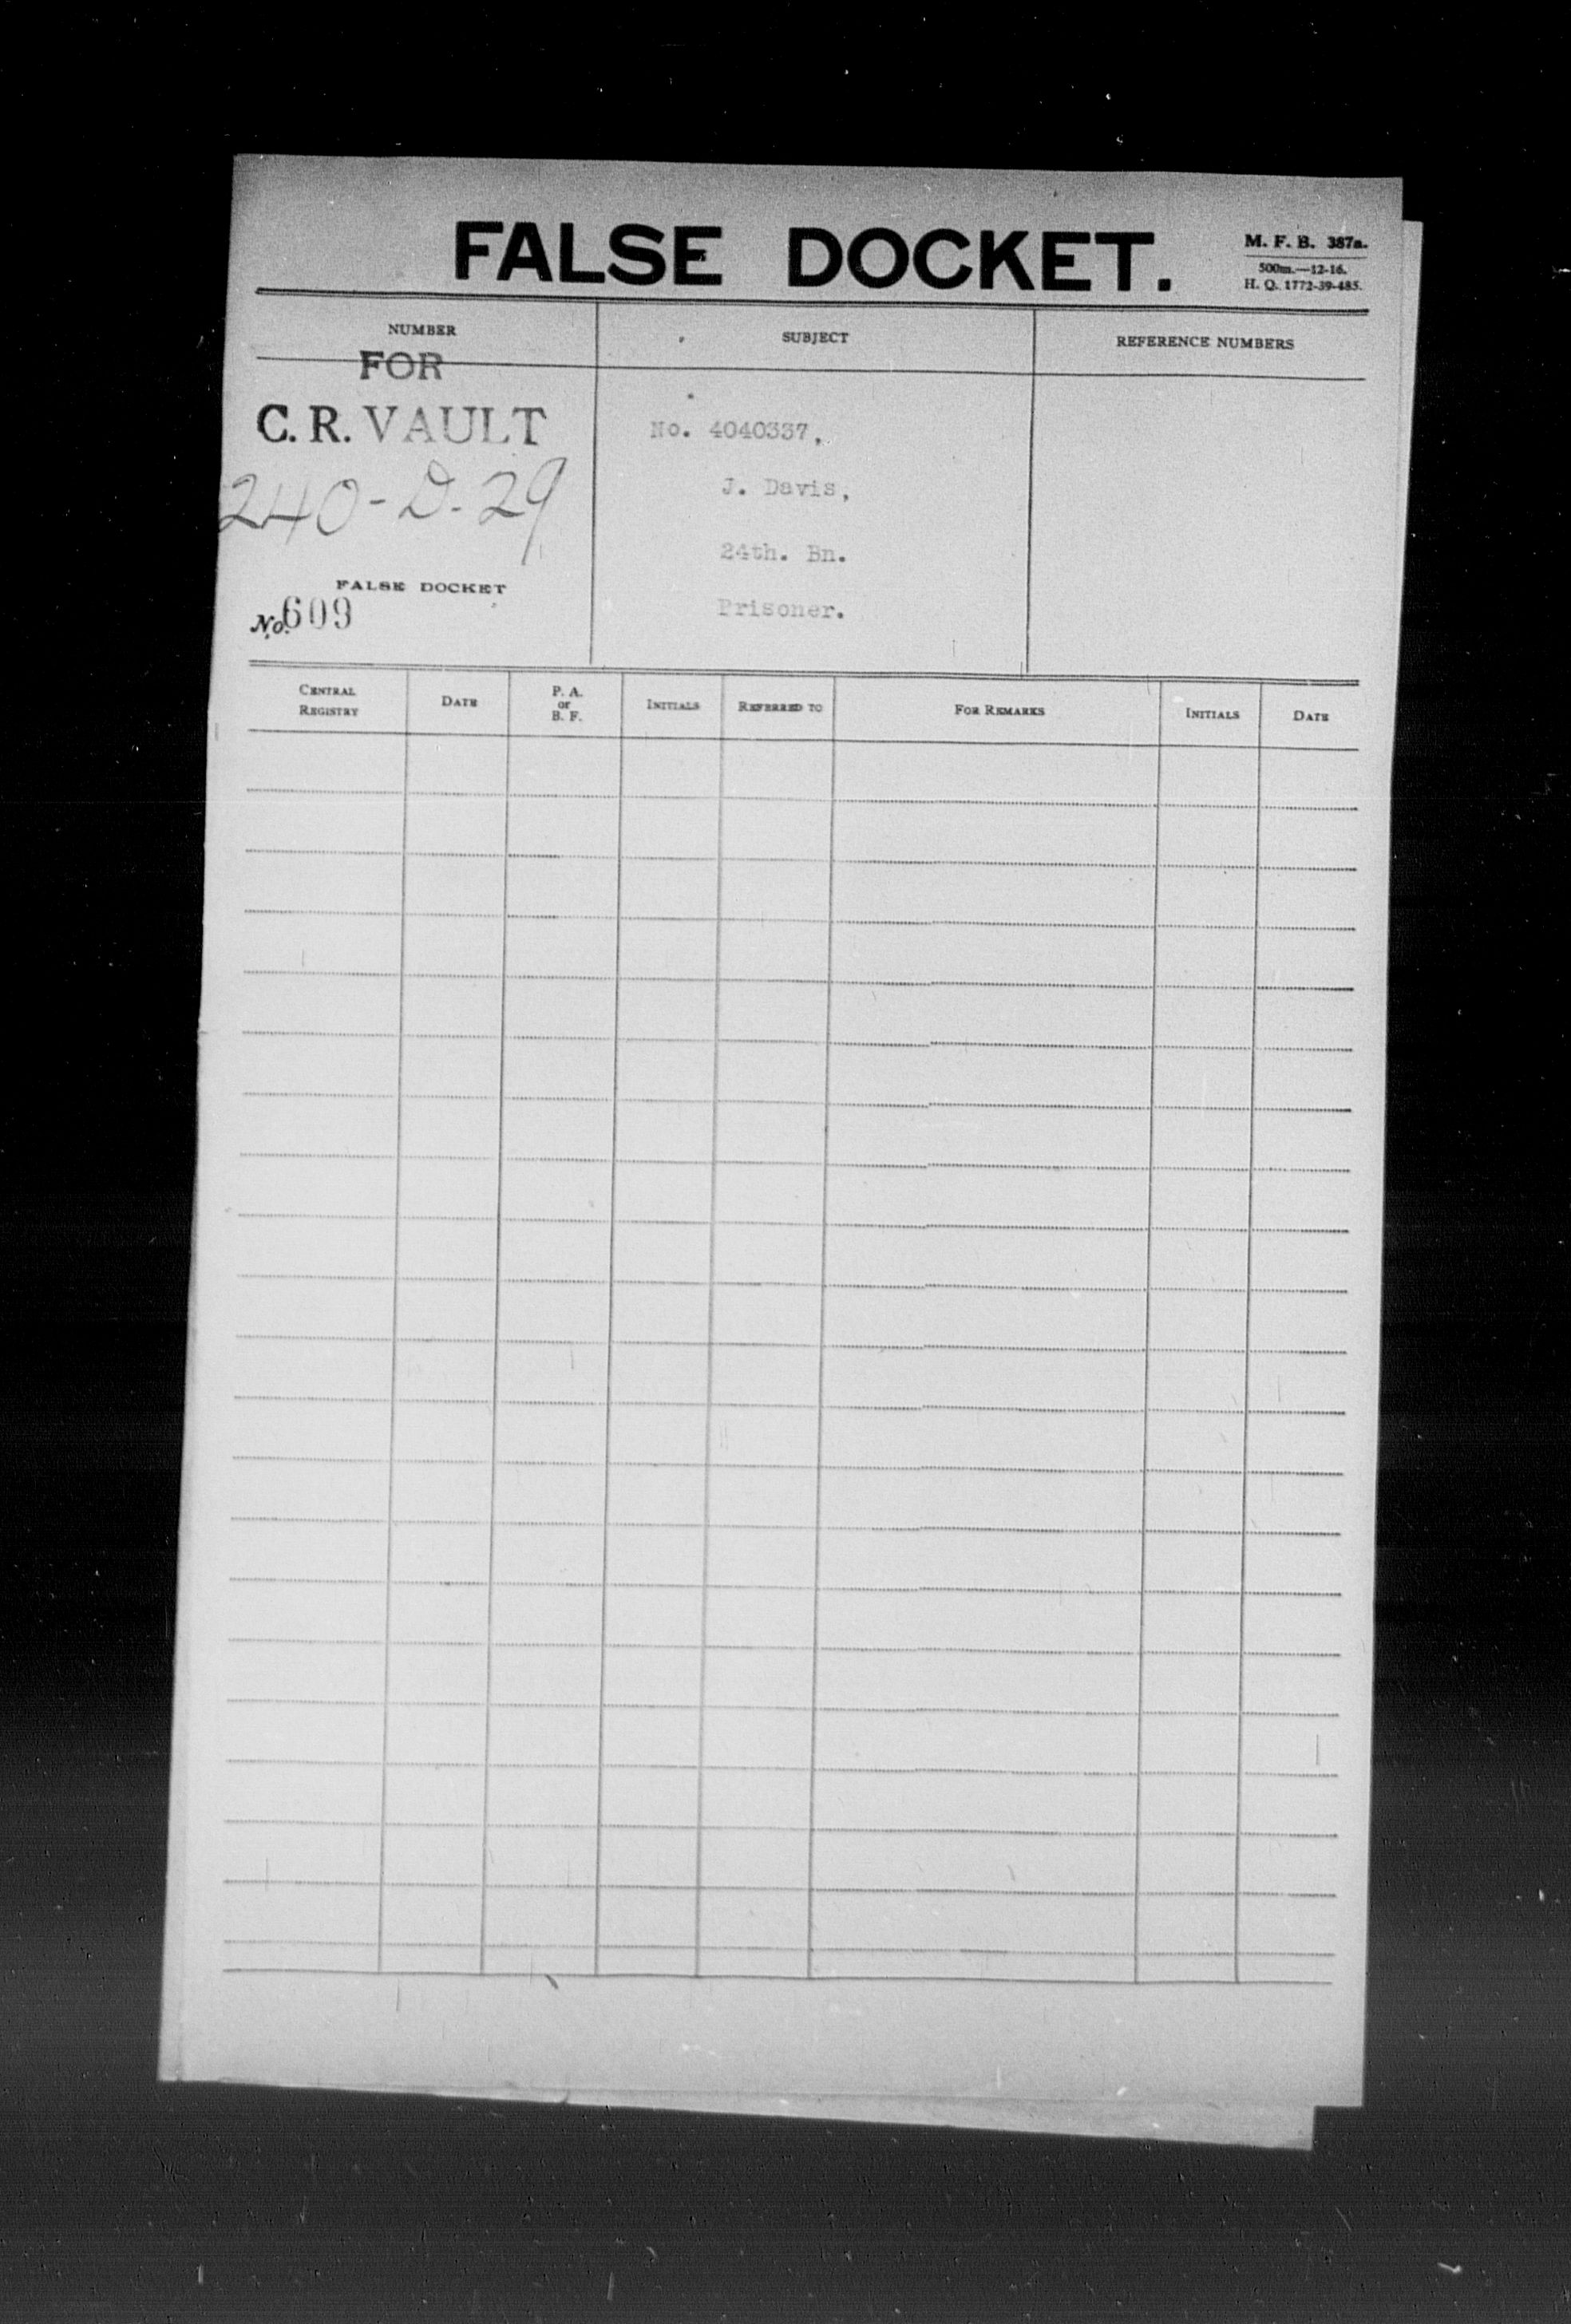 FALSE DOCKET.
M. F. B. 387a.
500m.—12-16.
H. Q. 1772-39-485.
NUMBER
SUBJECT
REFERENCE NUMBERS
FOR
C. R. VAULT
240-D-29
FALSE DOCKET
No. 609
No. 4040337,
J. Davis,
24th. Bn.
Prisoner.
CENTRAL REGISTRY
DATE
P. A. or B. F.
INITIALS
REFERRED TO
FOR REMARKS
INITIALS
DATE